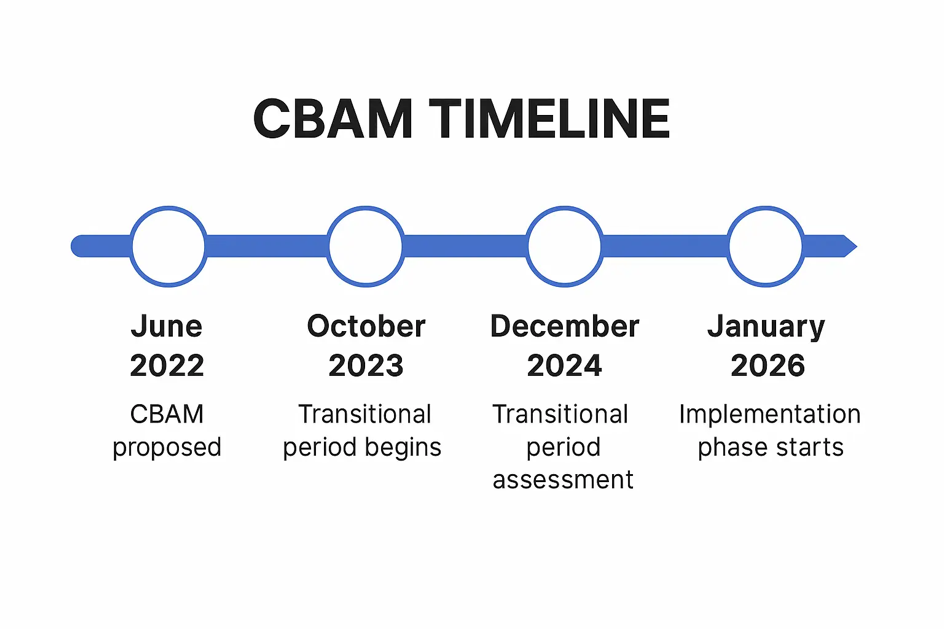 CBAM TIMELINE
June
2022
CBAM
proposed
October
2023
Transitional
period begins
December
2024
Transitional
period
assessment
January
2026
Implementation
phase starts